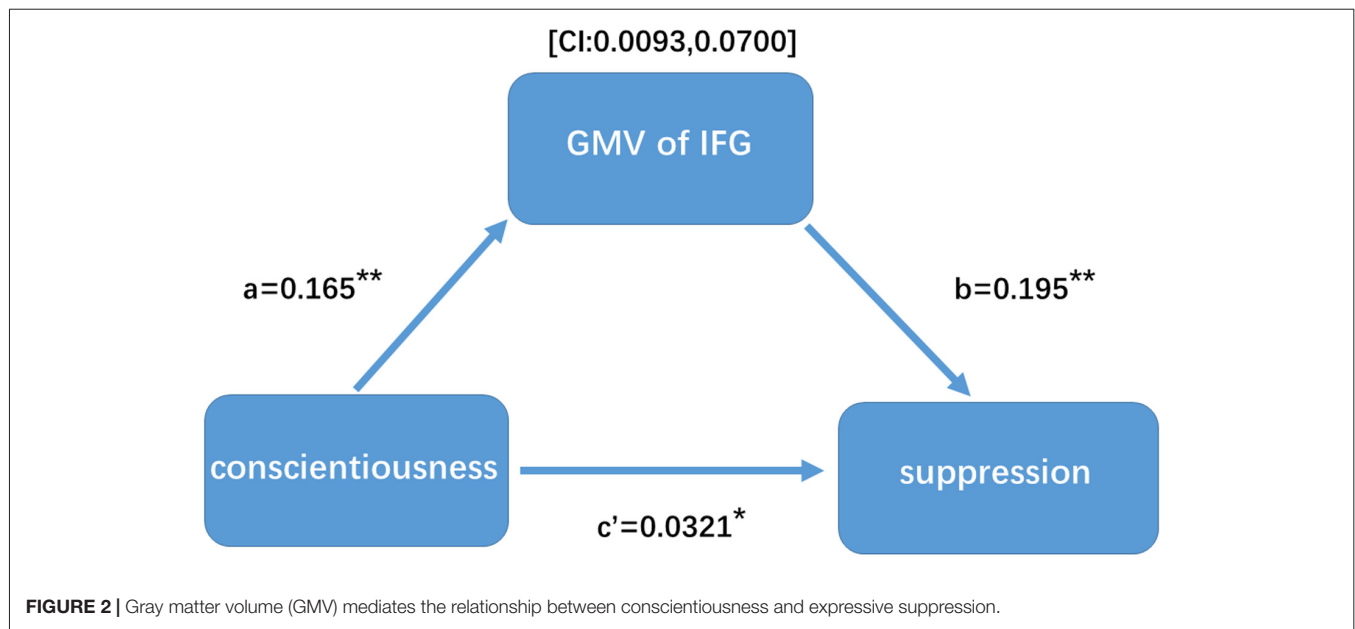 [CI:0.0093,0.0700]
GMV of IFG
a=0.165**
b=0.195**
conscientiousness
suppression
c'=0.0321*
FIGURE 2 | Gray matter volume (GMV) mediates the relationship between conscientiousness and expressive suppression.